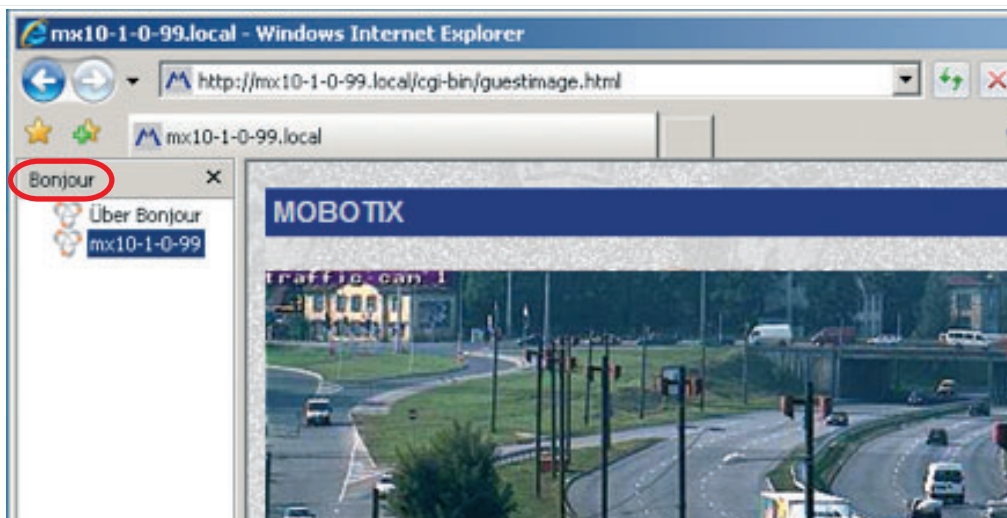 mx10-1-0-99.local - Windows Internet Explorer
http://mx10-1-0-99.local/cgi-bin/guestimage.html
mx10-1-0-99.local
Bonjour
Über Bonjour
mx10-1-0-99
MOBOTIX
traffic-cam 1